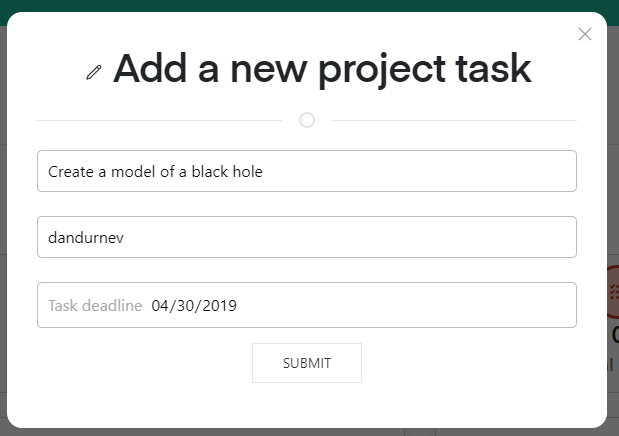 Add a new project task
Create a model of a black hole
dandurnev
Task deadline 04/30/2019
SUBMIT